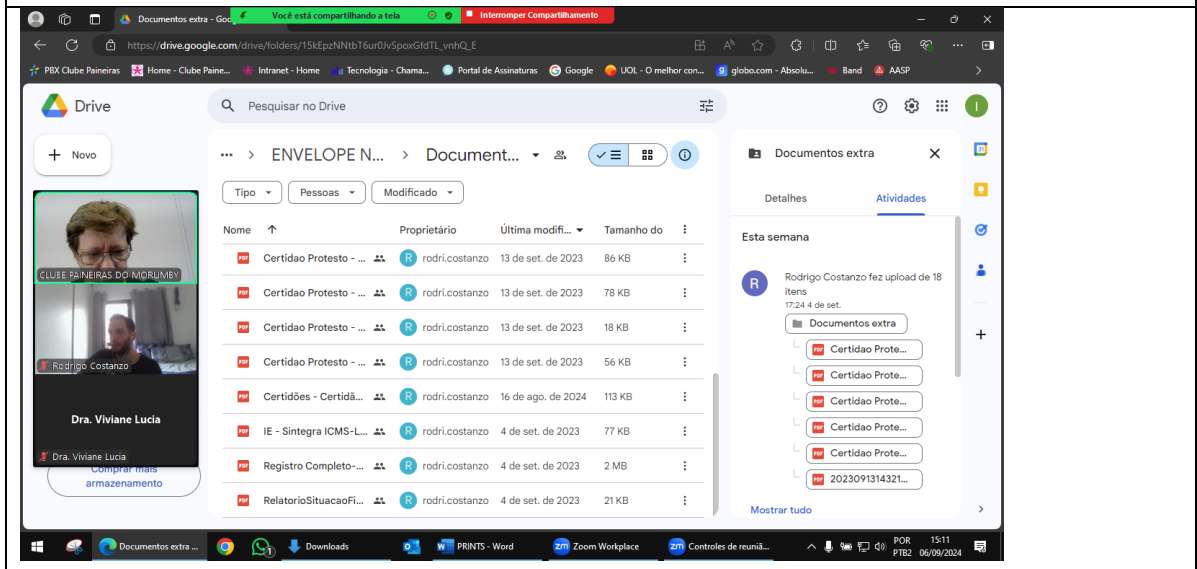 Documentos extra - Goo
Você está compartilhando a tela
Interromper Compartilhamento
https://drive.google.com/drive/folders/15kEpzNNtbT6ur0JvSpoxGfdTL_vnhQ_E
PBX Clube Paineiras
Home - Clube Paine...
Intranet - Home
Tecnologia - Chama...
Portal de Assinaturas
Google
UOL - O melhor con...
globo.com - Absolu...
Band
AASP
Drive
Pesquisar no Drive
Novo
ENVELOPE N...
Document...
Documentos extra
Tipo
Pessoas
Modificado
Detalhes
Atividades
Nome
Proprietário
Última modifi...
Tamanho do
Esta semana
Certidao Protesto - ... rodri.costanzo 13 de set. de 2023 86 KB
Certidao Protesto - ... rodri.costanzo 13 de set. de 2023 78 KB
Certidao Protesto - ... rodri.costanzo 13 de set. de 2023 18 KB
Certidao Protesto - ... rodri.costanzo 13 de set. de 2023 56 KB
Certidões - Certidã... rodri.costanzo 16 de ago. de 2024 113 KB
IE - Sintegra ICMS-L... rodri.costanzo 4 de set. de 2023 77 KB
Registro Completo-... rodri.costanzo 4 de set. de 2023 2 MB
RelatorioSituacaoFi... rodri.costanzo 4 de set. de 2023 21 KB
Rodrigo Costanzo fez upload de 18
itens
17:24 4 de set.
Documentos extra
Certidao Prote...
Certidao Prote...
Certidao Prote...
Certidao Prote...
Certidao Prote...
2023091314321...
Mostrar tudo
CLUBE PAINEIRAS DO MORUMBY
Rodrigo Costanzo
Dra. Viviane Lucia
Dra. Viviane Lucia
Comprar mais
armazenamento
Documentos extra ...
Downloads
PRINTS - Word
Zoom Workplace
Controles de reuniã...
POR
PTB2
15:11
06/09/2024